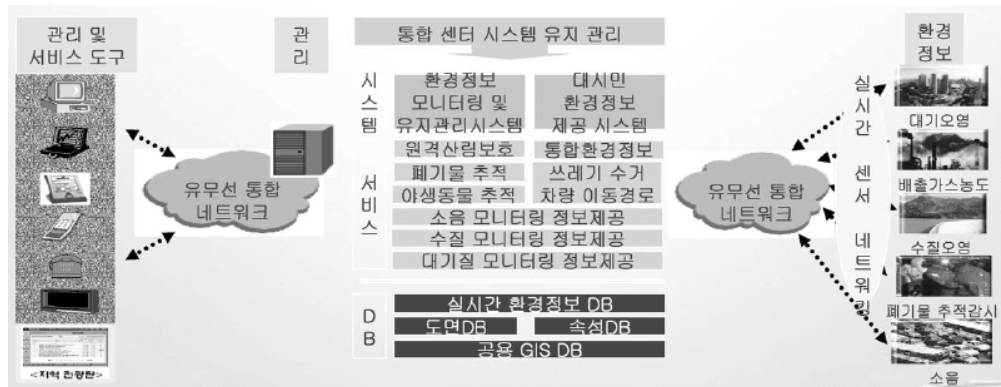 관리 및
서비스 도구
<지역 전광판>
관
리
유무선 통합
네트워크
통합 센터 시스템 유지 관리
시
스
템
환경정보
모니터링 및
유지관리시스템
대시민
환경정보
제공 시스템
서
비
스
원격산림보호
통합환경정보
폐기물 추적
쓰레기 수거
야생동물 추적
차량 이동경로
소음 모니터링 정보제공
수질 모니터링 정보제공
대기질 모니터링 정보제공
D
B
실시간 환경정보 DB
도면DB
속성DB
공용 GIS DB
유무선 통합
네트워크
실
시
간
센
서
네
트
워
킹
환경
정보
대기오영
배출가스농도
수질오영
폐기물 추적감시
소음